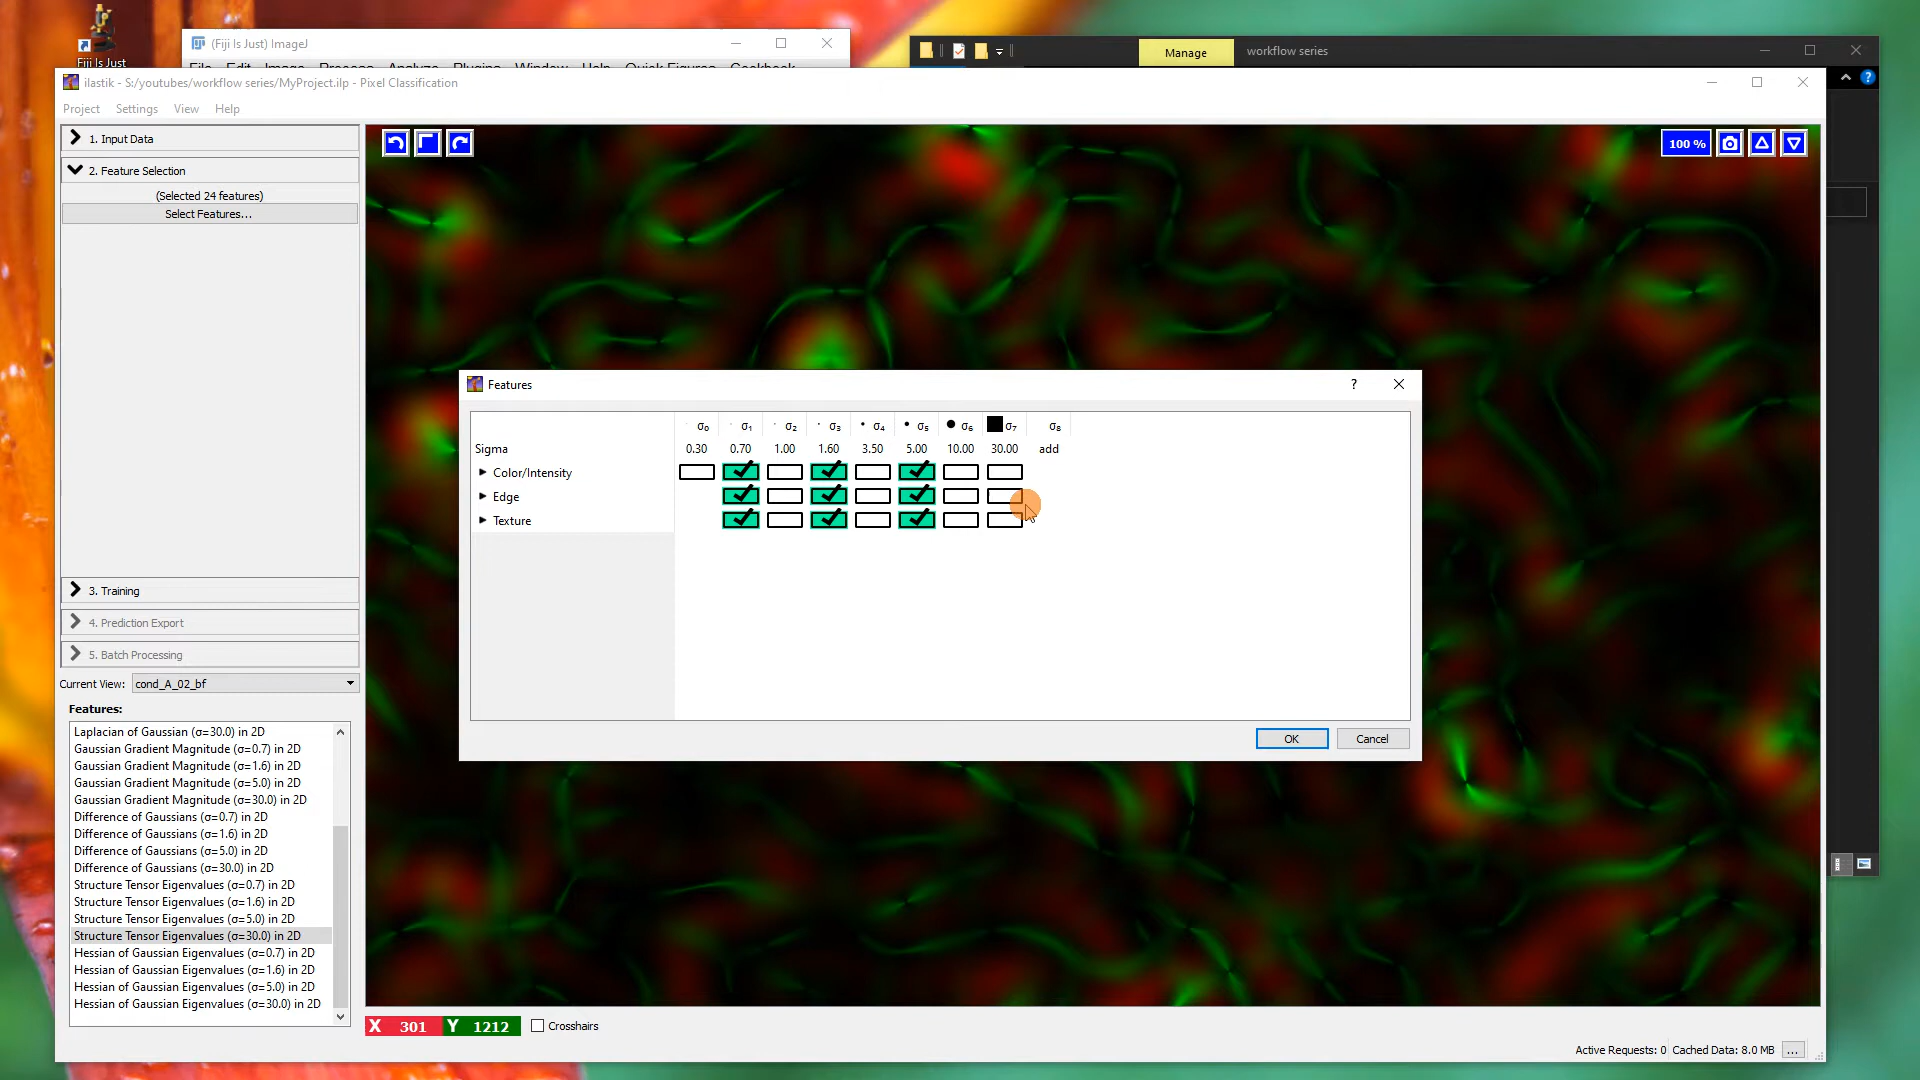 Fiji Is Just
(Fiji Is Just) ImageJ
File Edit Image Process Analyze Plugins Window Help Quick Figures Cookbook
Manage
workflow series
ilastik - S:/youtubes/workflow series/MyProject.ilp - Pixel Classification
Project Settings View Help
1. Input Data
2. Feature Selection
(Selected 24 features)
Select Features...
3. Training
4. Prediction Export
5. Batch Processing
Current View: cond_A_02_bf
Features:
Laplacian of Gaussian (σ=30.0) in 2D
Gaussian Gradient Magnitude (σ=0.7) in 2D
Gaussian Gradient Magnitude (σ=1.6) in 2D
Gaussian Gradient Magnitude (σ=5.0) in 2D
Gaussian Gradient Magnitude (σ=30.0) in 2D
Difference of Gaussians (σ=0.7) in 2D
Difference of Gaussians (σ=1.6) in 2D
Difference of Gaussians (σ=5.0) in 2D
Difference of Gaussians (σ=30.0) in 2D
Structure Tensor Eigenvalues (σ=0.7) in 2D
Structure Tensor Eigenvalues (σ=1.6) in 2D
Structure Tensor Eigenvalues (σ=5.0) in 2D
Structure Tensor Eigenvalues (σ=30.0) in 2D
Hessian of Gaussian Eigenvalues (σ=0.7) in 2D
Hessian of Gaussian Eigenvalues (σ=1.6) in 2D
Hessian of Gaussian Eigenvalues (σ=5.0) in 2D
Hessian of Gaussian Eigenvalues (σ=30.0) in 2D
100 %
Features
?
σ₀ σ₁ σ₂ σ₃ σ₄ σ₅ σ₆ σ₇ σ₈
Sigma 0.30 0.70 1.00 1.60 3.50 5.00 10.00 30.00 add
Color/Intensity
Edge
Texture
OK Cancel
X 301 Y 1212 Crosshairs
Active Requests: 0 Cached Data: 8.0 MB ...